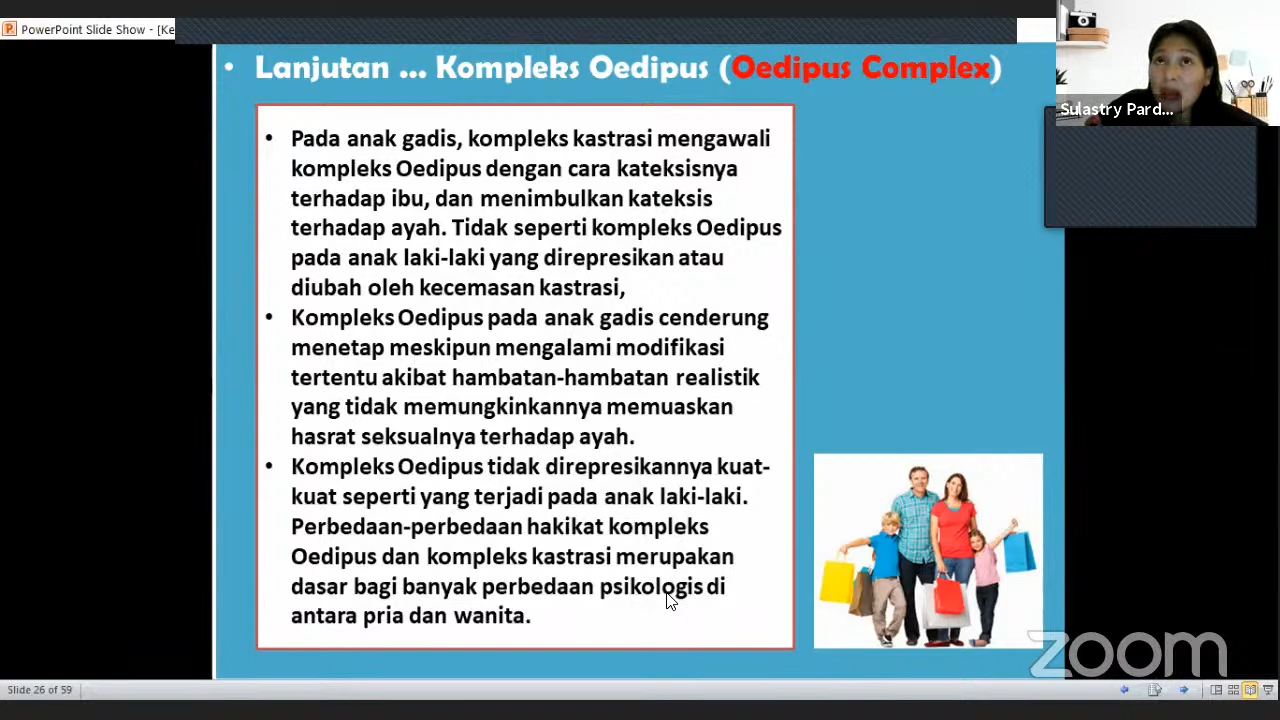 PowerPoint Slide Show - [Ke
• Lanjutan ... Kompleks Oedipus (Oedipus Complex)
Sulastry Pard...
• Pada anak gadis, kompleks kastrasi mengawali
kompleks Oedipus dengan cara kateksisnya
terhadap ibu, dan menimbulkan kateksis
terhadap ayah. Tidak seperti kompleks Oedipus
pada anak laki-laki yang direpresikan atau
diubah oleh kecemasan kastrasi,
• Kompleks Oedipus pada anak gadis cenderung
menetap meskipun mengalami modifikasi
tertentu akibat hambatan-hambatan realistik
yang tidak memungkinkannya memuaskan
hasrat seksualnya terhadap ayah.
• Kompleks Oedipus tidak direpresikannya kuat-
kuat seperti yang terjadi pada anak laki-laki.
Perbedaan-perbedaan hakikat kompleks
Oedipus dan kompleks kastrasi merupakan
dasar bagi banyak perbedaan psikologis di
antara pria dan wanita.
zoom
Slide 26 of 59